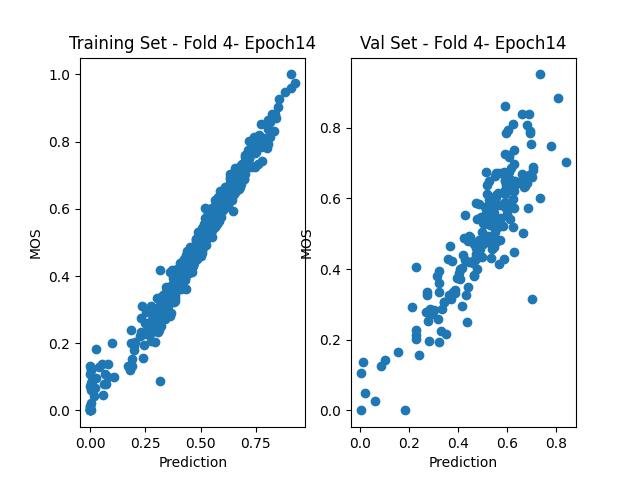 Training Set - Fold 4- Epoch14
Val Set - Fold 4- Epoch14
MOS
1.0
0.8
0.6
0.4
0.2
0.0
0.00 0.25 0.50 0.75
Prediction
MOS
0.8
0.6
0.4
0.2
0.0
0.0 0.2 0.4 0.6 0.8
Prediction